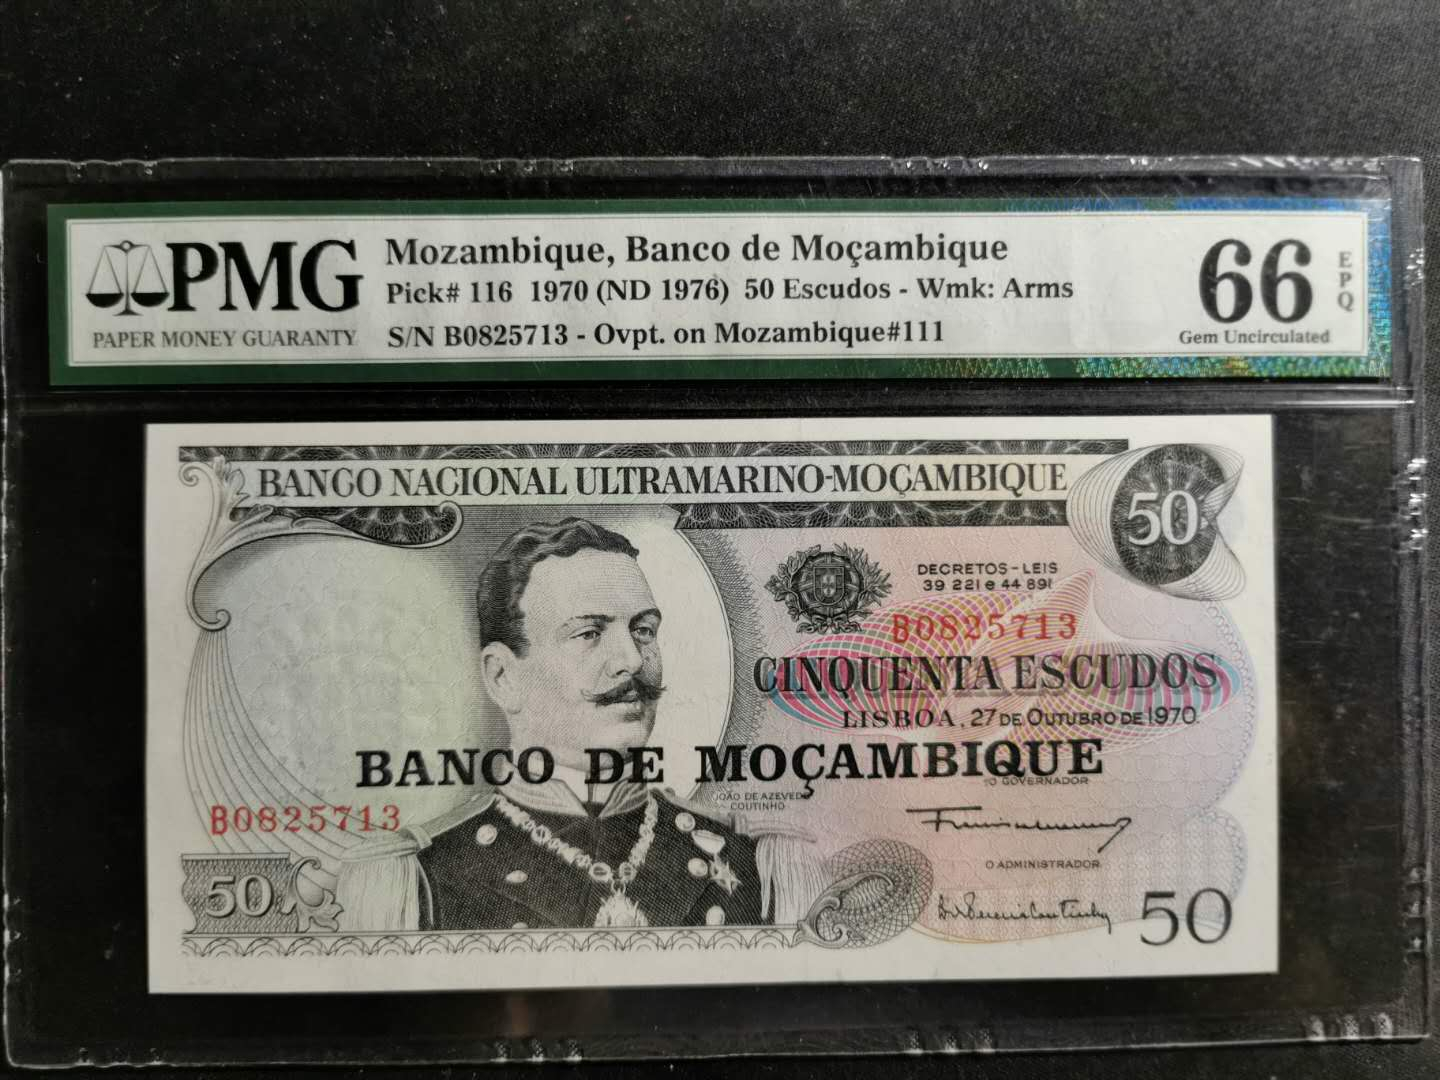 PMG
PAPER MONEY GUARANTY
Mozambique, Banco de Moçambique
Pick# 116 1970 (ND 1976) 50 Escudos - Wmk: Arms
S/N B0825713 - Ovpt. on Mozambique#111
66
EPQ
Gem Uncirculated
BANCO NACIONAL ULTRAMARINO-MOÇAMBIQUE
50
DECRETOS-LEIS
39 221 e 44 891
B0825713
CINQUENTA ESCUDOS
LISBOA, 27 DE OUTUBRO DE 1970
BANCO DE MOÇAMBIQUE
O GOVERNADOR
JOÃO DE AZEVEDO
COUTINHO
B0825713
O ADMINISTRADOR
50
50